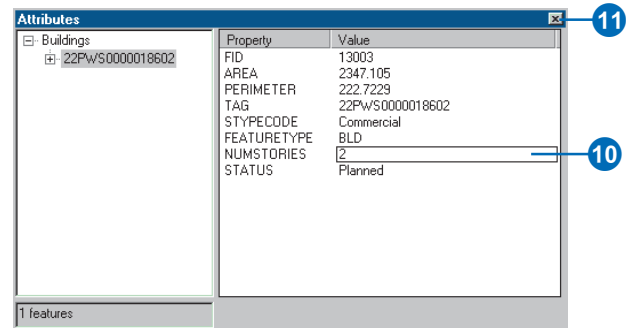 Attributes
11
Buildings
22PWS0000018602
Property Value
FID 13003
AREA 2347.105
PERIMETER 222.7229
TAG 22PWS0000018602
STYPECODE Commercial
FEATURETYPE BLD
NUMSTORIES 2
10
STATUS Planned
1 features